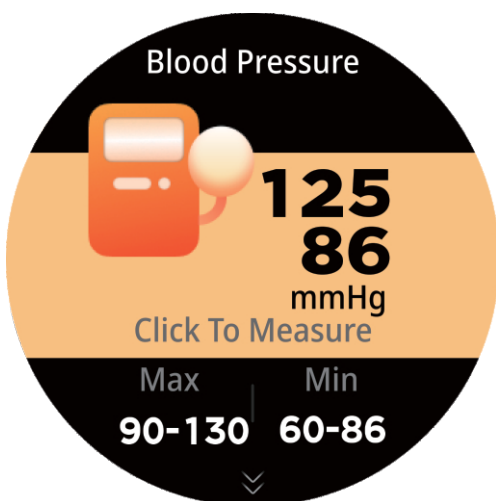 Blood Pressure
125
86
mmHg
Click To Measure
Max Min
90-130 60-86